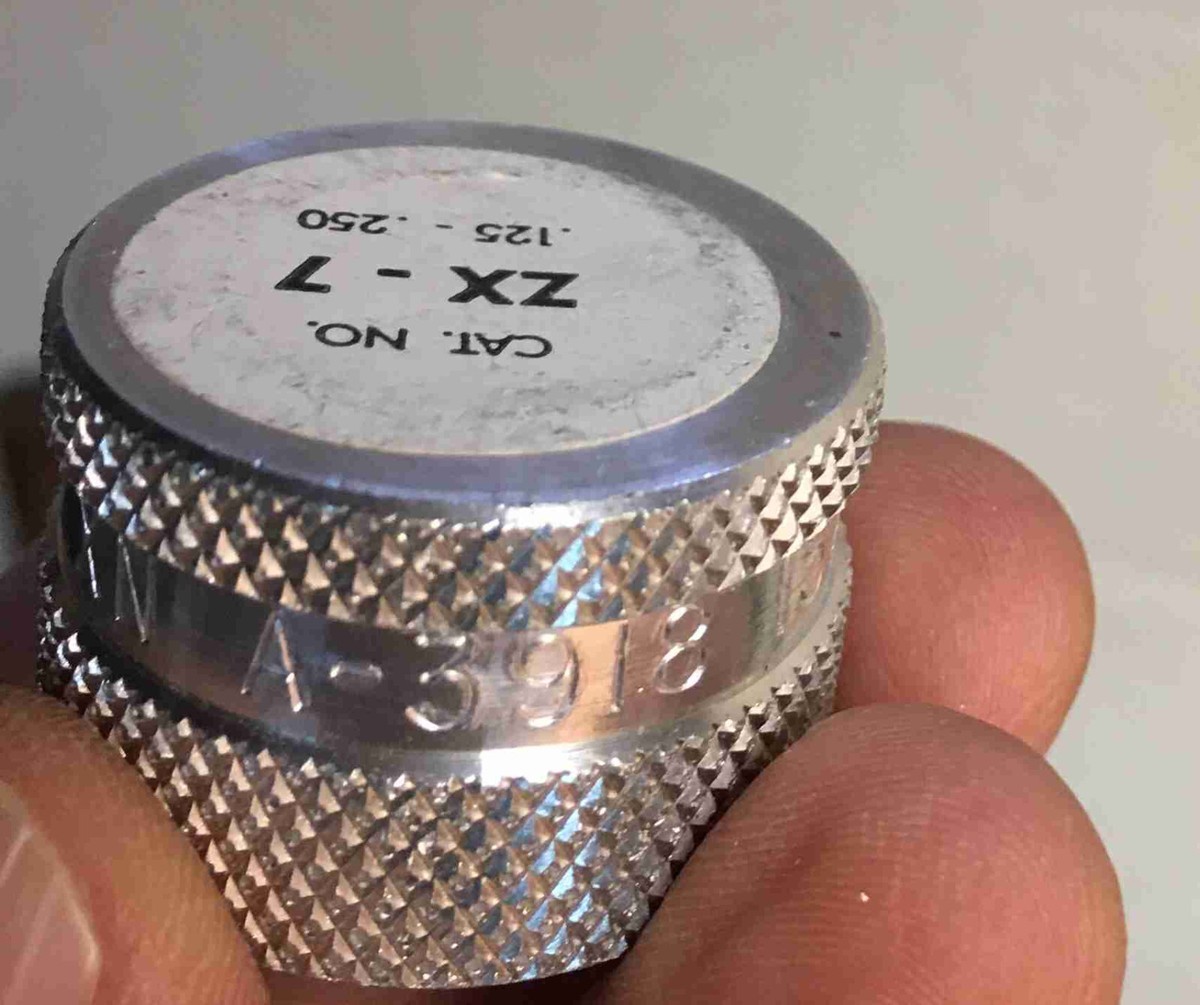 CAT. NO.
ZX - 7
.125 - .250
A-3918